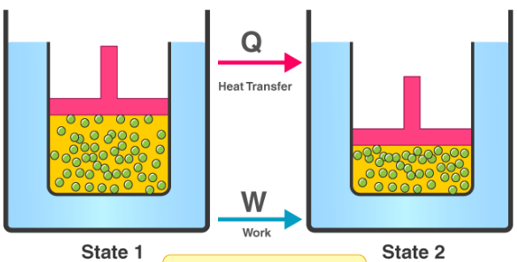 Q
Heat Transfer
W
Work
State 1
State 2